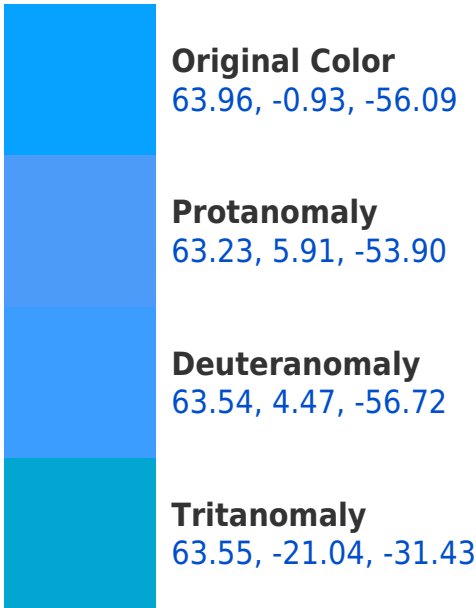 Original Color
63.96, -0.93, -56.09
Protanomaly
63.23, 5.91, -53.90
Deuteranomaly
63.54, 4.47, -56.72
Tritanomaly
63.55, -21.04, -31.43